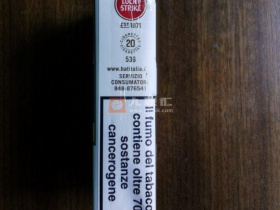 LUCKY
STRIKE
EST. 1871
20
536
www.batitalia.
SERVIZIO
CONSUMATORI
848-876541
Il fumo del tabacco
contiene oltre 70
sostanze
cancerogene